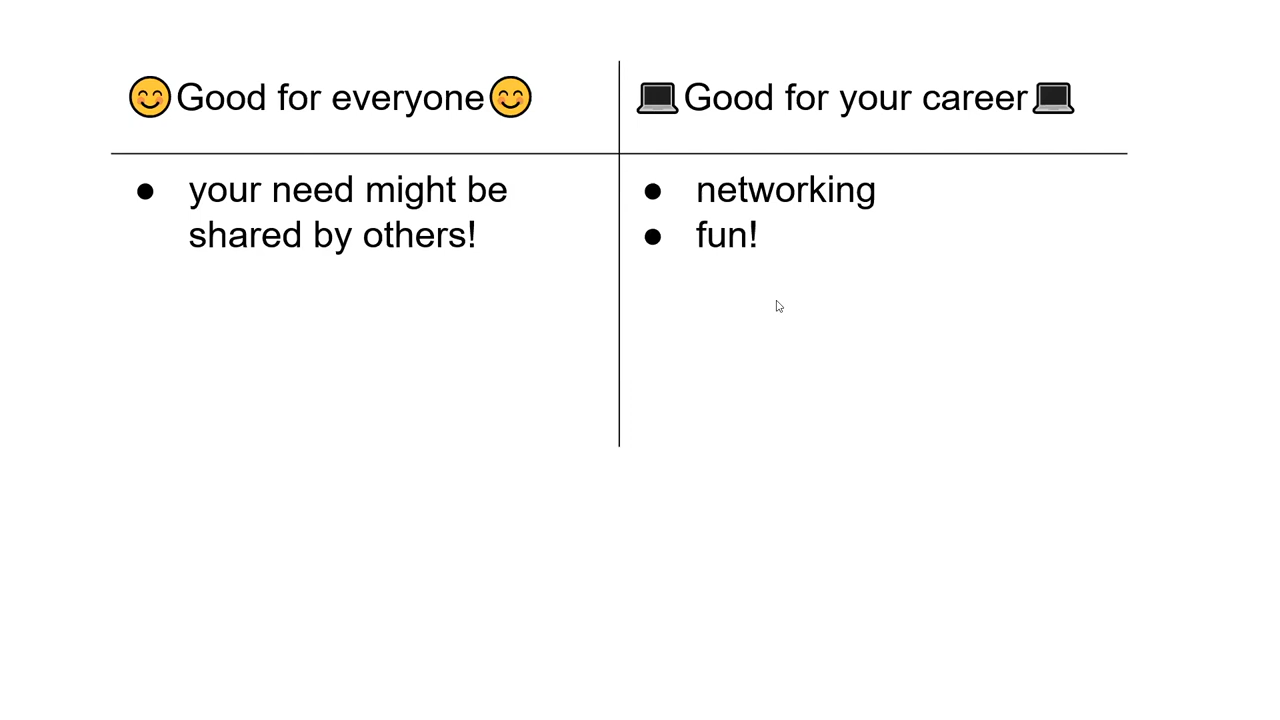 😊Good for everyone😊
💻Good for your career💻
● your need might be
shared by others!
● networking
● fun!